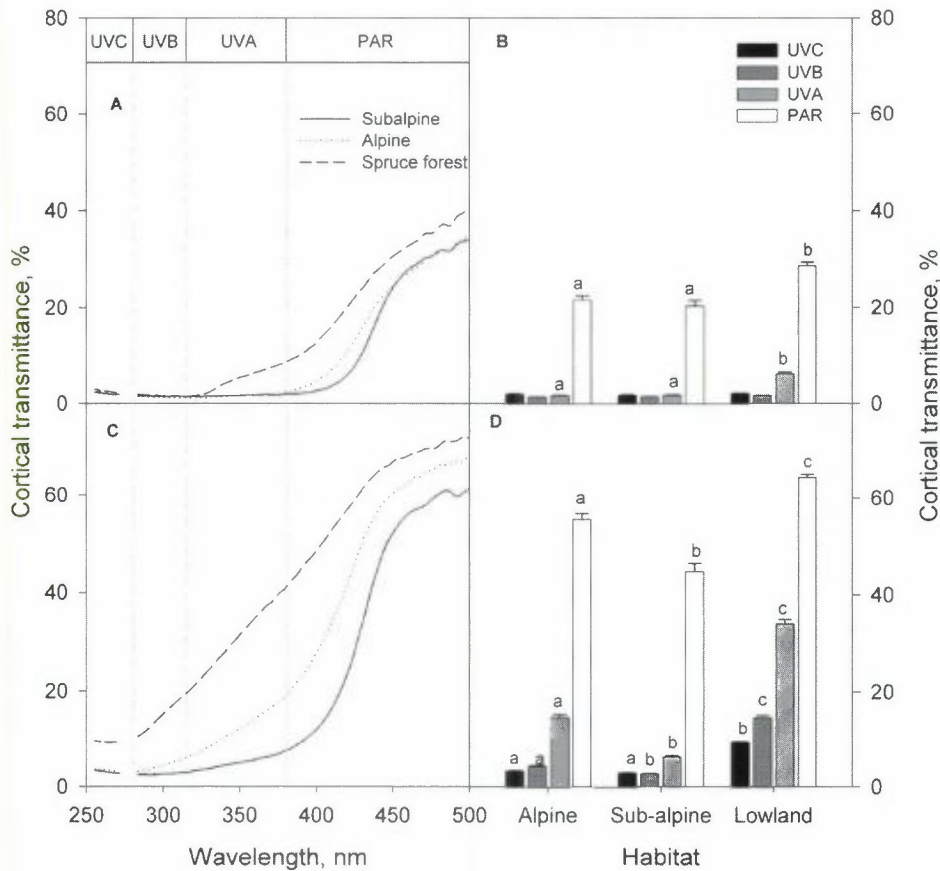 80
UVC UVB UVA PAR
B
80
UVC
UVB
UVA
PAR
A
Subalpine
Alpine
Spruce forest
60
60
40
40
b
a
a
20
20
b
a
a
0
0
C
D
c
a
60
60
b
40
40
c
20
20
a
c
b
a a
a b b
0
0
250 300 350 400 450 500
Alpine Sub-alpine Lowland
Wavelength, nm
Habitat
Cortical transmittance, %
Cortical transmittance, %